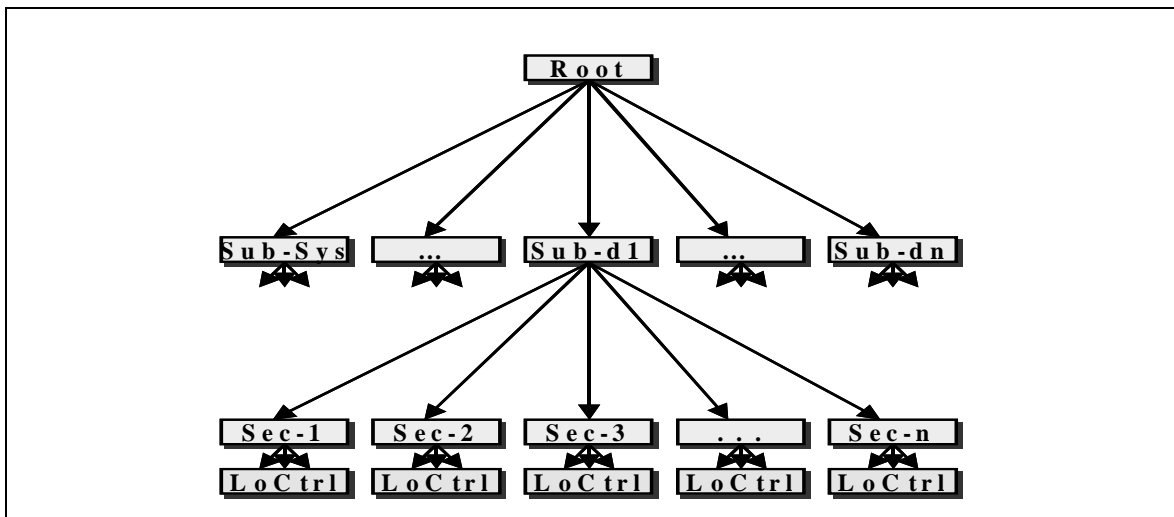 Root
Sub-Sys ... Sub-d1 ... Sub-dn
Sec-1 Sec-2 Sec-3 ... Sec-n
LoCtrl LoCtrl LoCtrl LoCtrl LoCtrl